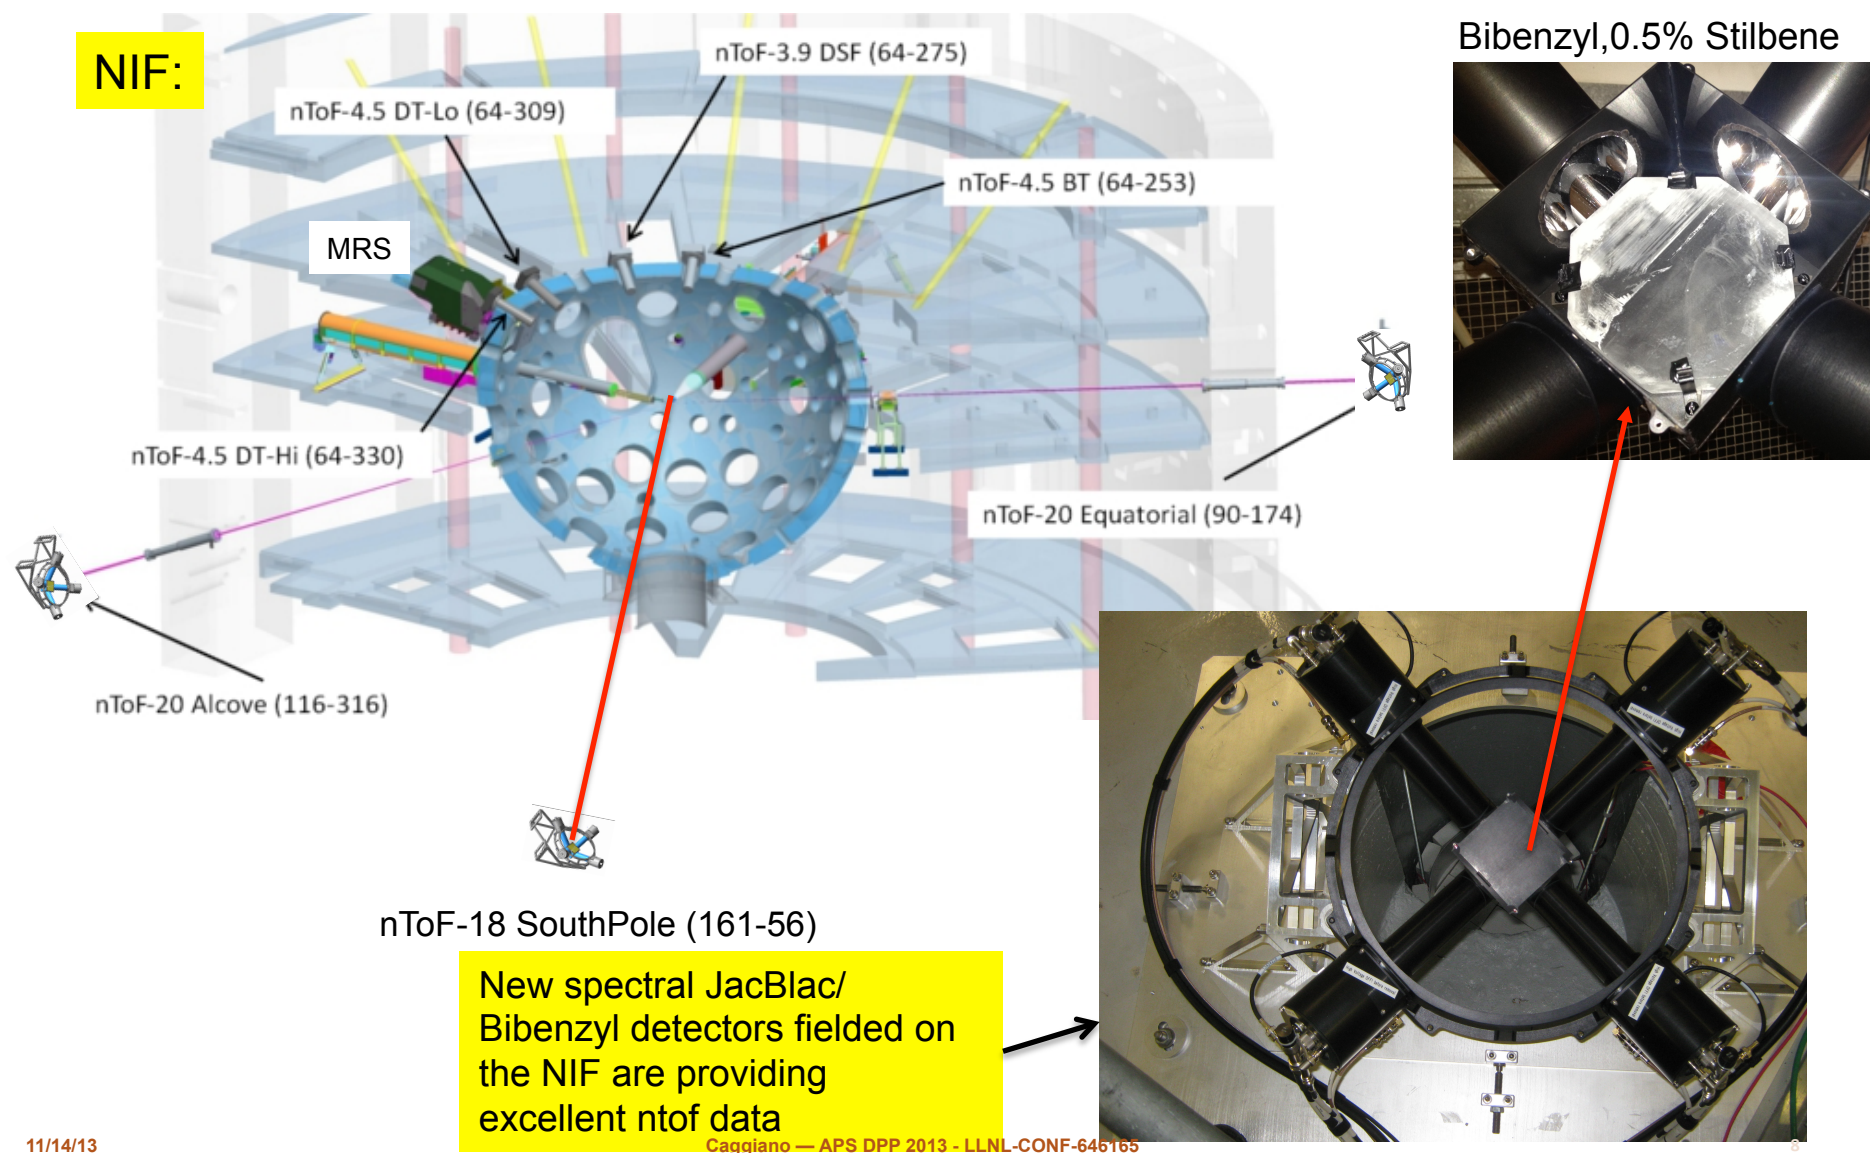 NIF:
nToF-3.9 DSF (64-275)
Bibenzyl,0.5% Stilbene
nToF-4.5 DT-Lo (64-309)
nToF-4.5 BT (64-253)
MRS
nToF-4.5 DT-Hi (64-330)
nToF-20 Equatorial (90-174)
nToF-20 Alcove (116-316)
nToF-18 SouthPole (161-56)
New spectral JacBlac/
Bibenzyl detectors fielded on
the NIF are providing
excellent ntof data
11/14/13
Caggiano — APS DPP 2013 - LLNL-CONF-646165
8